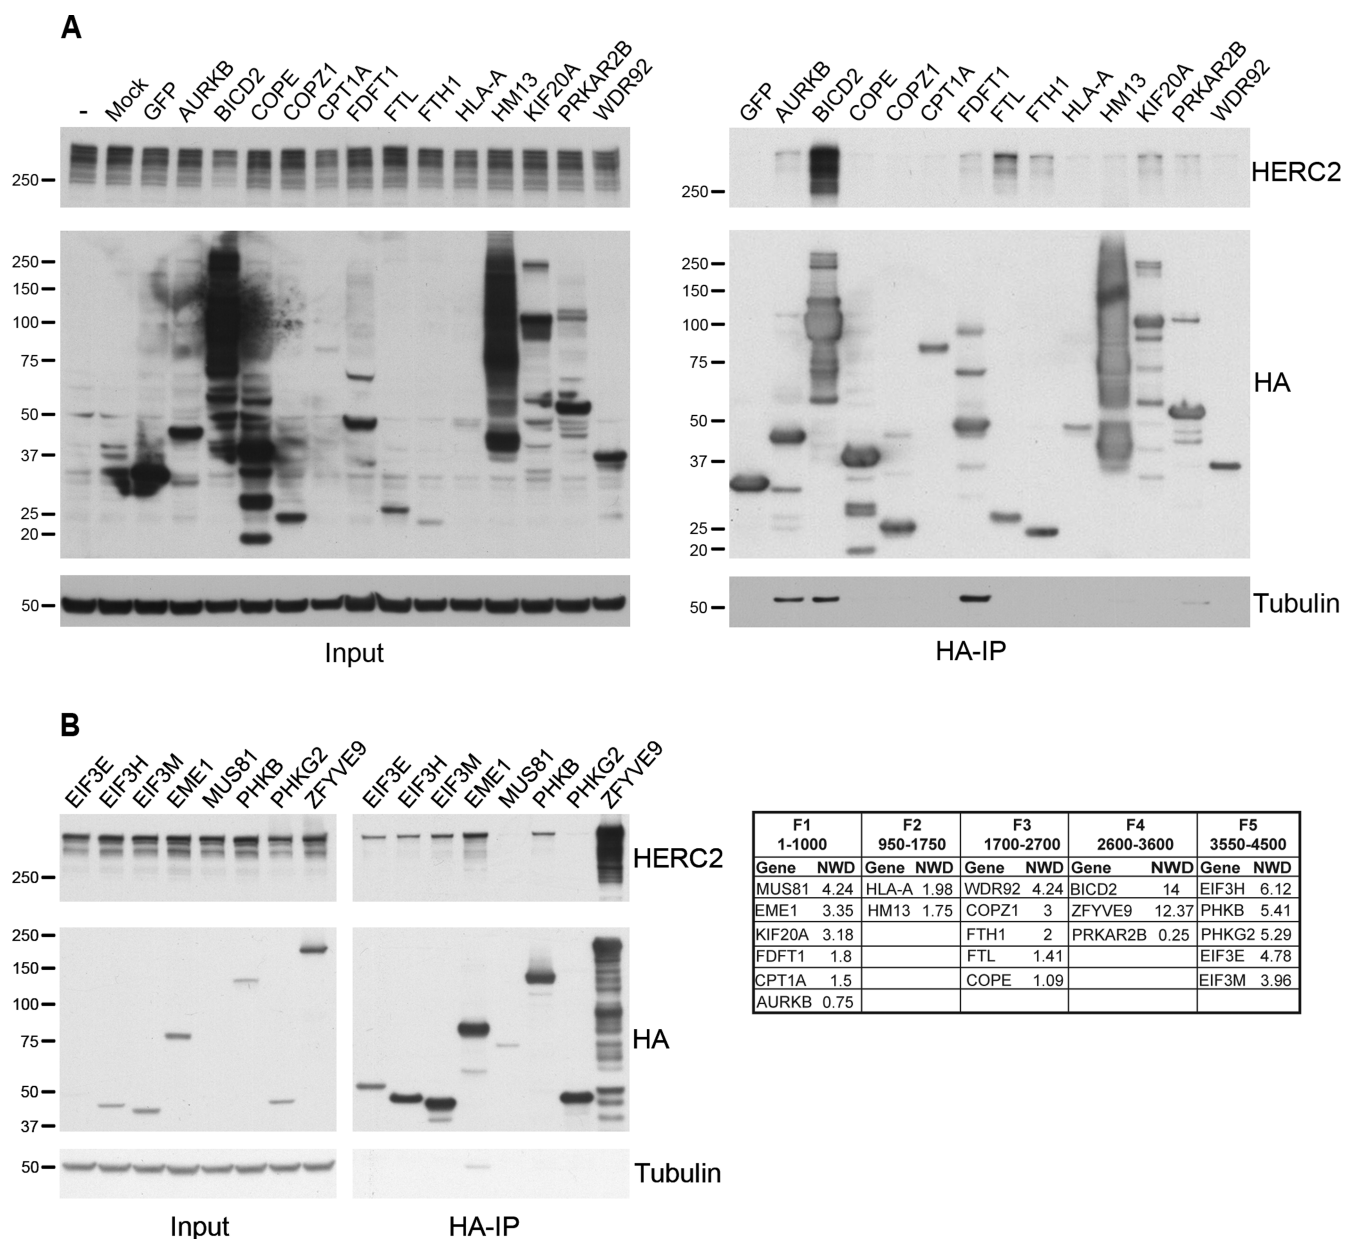 A
- Mock GFP AURKB BICD2 COPE COPZ1 CPT1A FDFT1 FTL FTH1 HLA-A HM13 KIF20A PRKAR2B WDR92
GFP AURKB BICD2 COPE COPZ1 CPT1A FDFT1 FTL FTH1 HLA-A HM13 KIF20A PRKAR2B WDR92
250
250
HERC2
250
150
100
75
50
37
25
20
250
150
100
75
50
37
25
20
HA
50
50
Tubulin
Input
HA-IP
B
EIF3E EIF3H EIF3M EME1 MUS81 PHKB PHKG2 ZFYVE9
EIF3E EIF3H EIF3M EME1 MUS81 PHKB PHKG2 ZFYVE9
250
HERC2
250
150
100
75
50
37
HA
50
Tubulin
Input
HA-IP
F1 F2 F3 F4 F5
1-1000 950-1750 1700-2700 2600-3600 3550-4500
Gene NWD Gene NWD Gene NWD Gene NWD Gene NWD
MUS81 4.24 HLA-A 1.98 WDR92 4.24 BICD2 14 EIF3H 6.12
EME1 3.35 HM13 1.75 COPZ1 3 ZFYVE9 12.37 PHKB 5.41
KIF20A 3.18 FTH1 2 PRKAR2B 0.25 PHKG2 5.29
FDFT1 1.8 FTL 1.41 EIF3E 4.78
CPT1A 1.5 COPE 1.09 EIF3M 3.96
AURKB 0.75